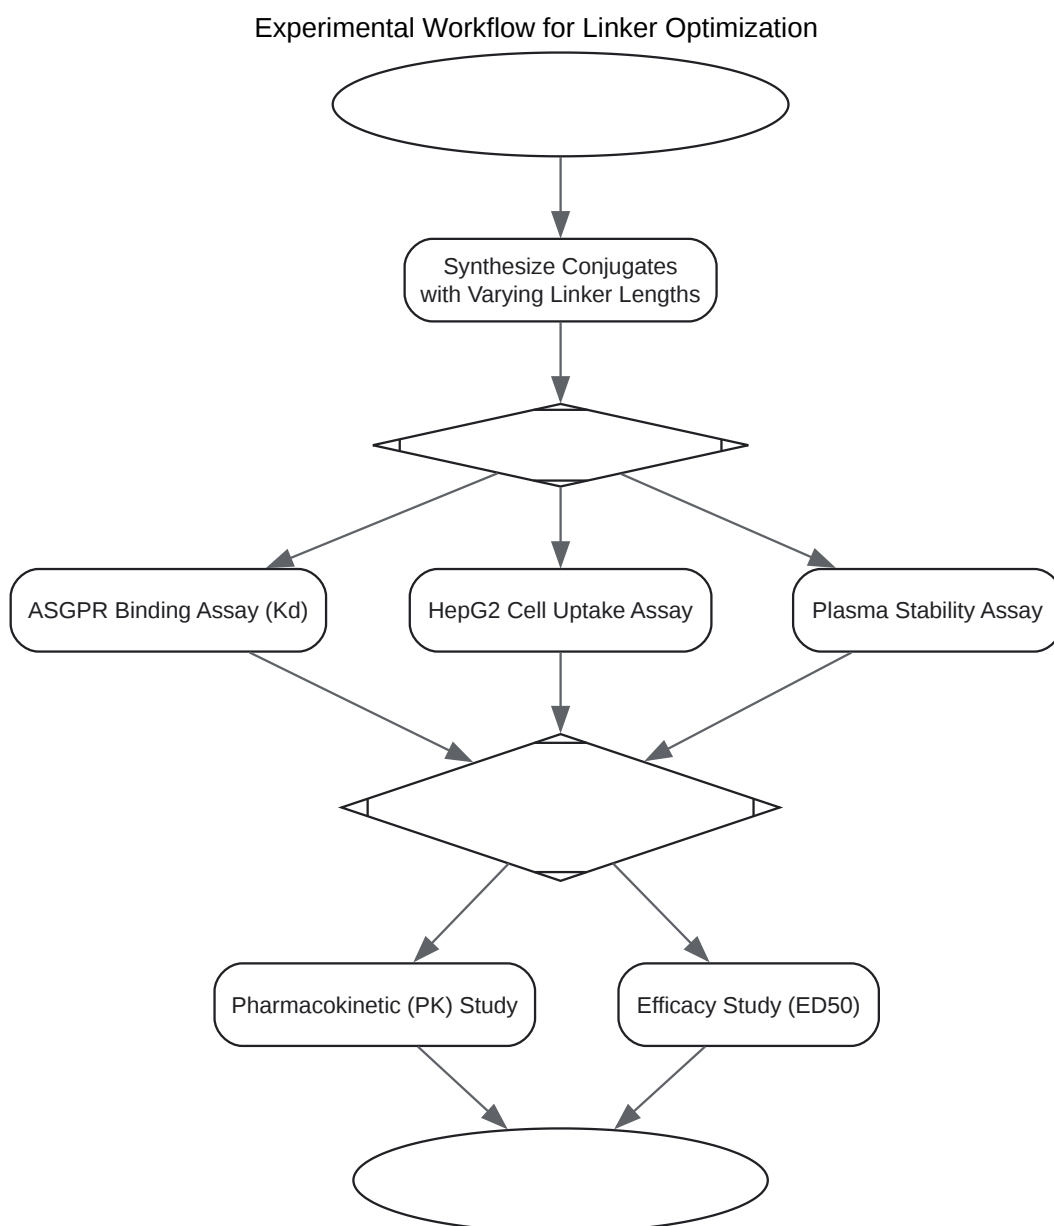 Experimental Workflow for Linker Optimization
Synthesize Conjugates
with Varying Linker Lengths
ASGPR Binding Assay (Kd)
HepG2 Cell Uptake Assay
Plasma Stability Assay
Pharmacokinetic (PK) Study
Efficacy Study (ED50)